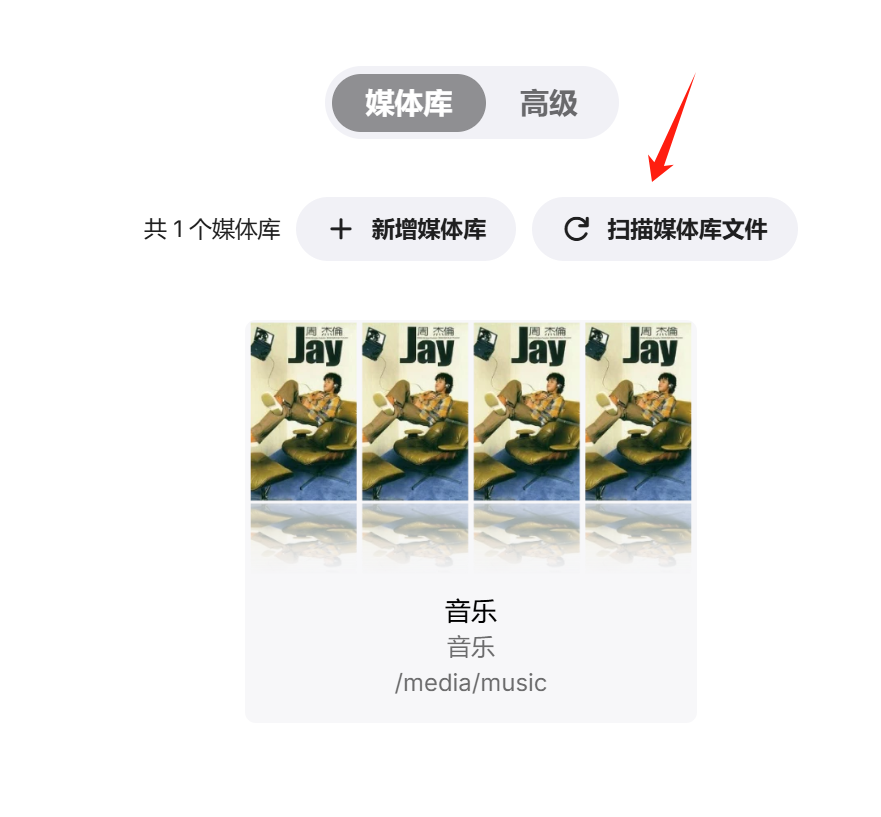 媒体库
高级
共 1 个媒体库
新增媒体库
扫描媒体库文件
周 杰倫 周 杰倫 周 杰倫 周 杰倫
Jay Jay Jay Jay
音乐
音乐
/media/music